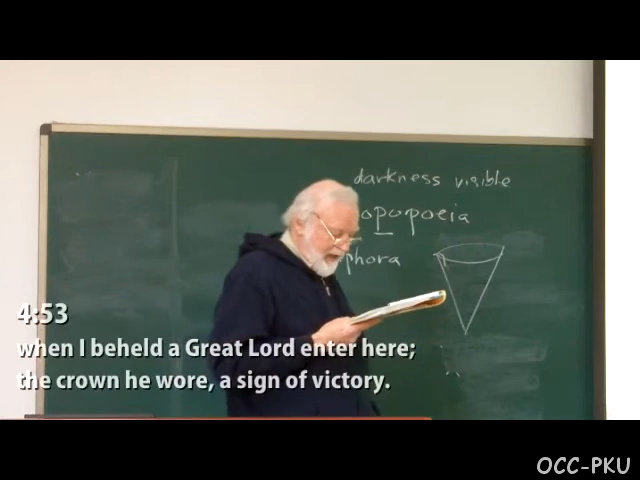 darkness visible
opopoeia
phora
4:53
when I beheld a Great Lord enter here;
the crown he wore, a sign of victory.
OCC-PKU